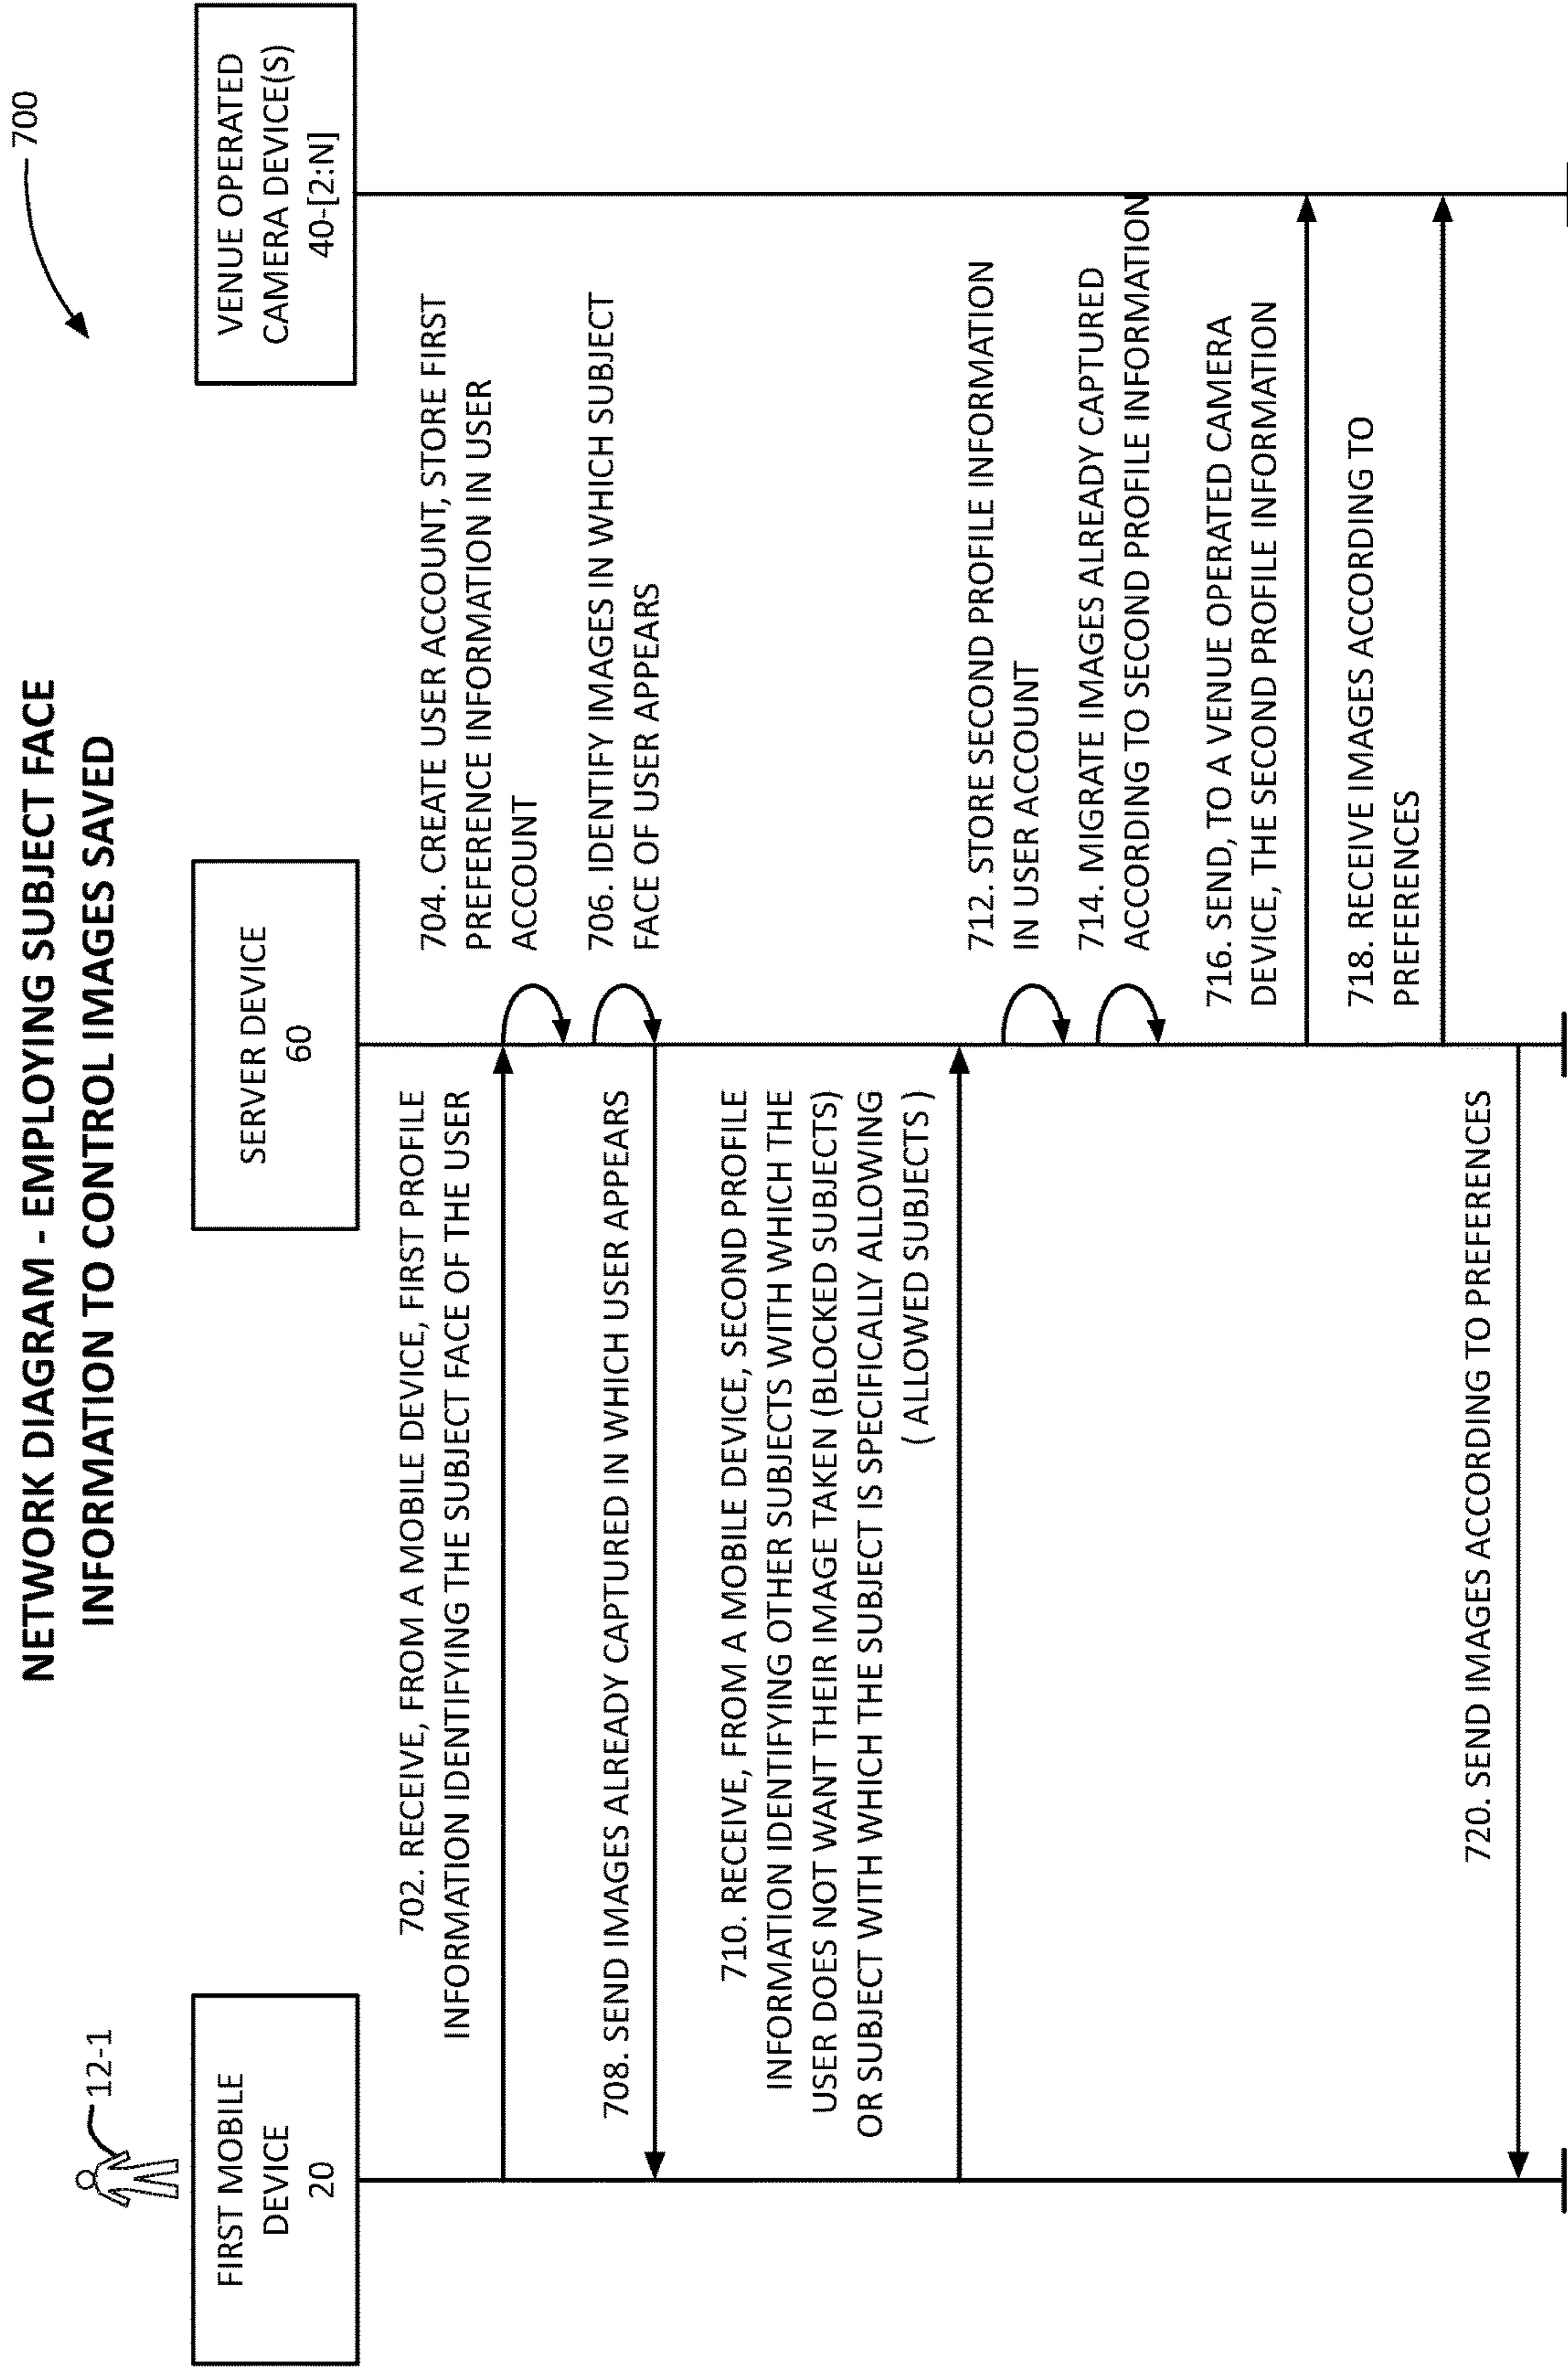 NETWORK DIAGRAM - EMPLOYING SUBJECT FACE
INFORMATION TO CONTROL IMAGES SAVED
700
12-1
FIRST MOBILE
DEVICE
20
SERVER DEVICE
60
VENUE OPERATED
CAMERA DEVICE(S)
40-[2:N]
702. RECEIVE, FROM A MOBILE DEVICE, FIRST PROFILE
INFORMATION IDENTIFYING THE SUBJECT FACE OF THE USER
704. CREATE USER ACCOUNT, STORE FIRST
PREFERENCE INFORMATION IN USER
ACCOUNT
706. IDENTIFY IMAGES IN WHICH SUBJECT
FACE OF USER APPEARS
708. SEND IMAGES ALREADY CAPTURED IN WHICH USER APPEARS
710. RECEIVE, FROM A MOBILE DEVICE, SECOND PROFILE
INFORMATION IDENTIFYING OTHER SUBJECTS WITH WHICH THE
USER DOES NOT WANT THEIR IMAGE TAKEN (BLOCKED SUBJECTS)
OR SUBJECT WITH WHICH THE SUBJECT IS SPECIFICALLY ALLOWING
( ALLOWED SUBJECTS )
712. STORE SECOND PROFILE INFORMATION
IN USER ACCOUNT
714. MIGRATE IMAGES ALREADY CAPTURED
ACCORDING TO SECOND PROFILE INFORMATION
716. SEND, TO A VENUE OPERATED CAMERA
DEVICE, THE SECOND PROFILE INFORMATION
718. RECEIVE IMAGES ACCORDING TO
PREFERENCES
720. SEND IMAGES ACCORDING TO PREFERENCES